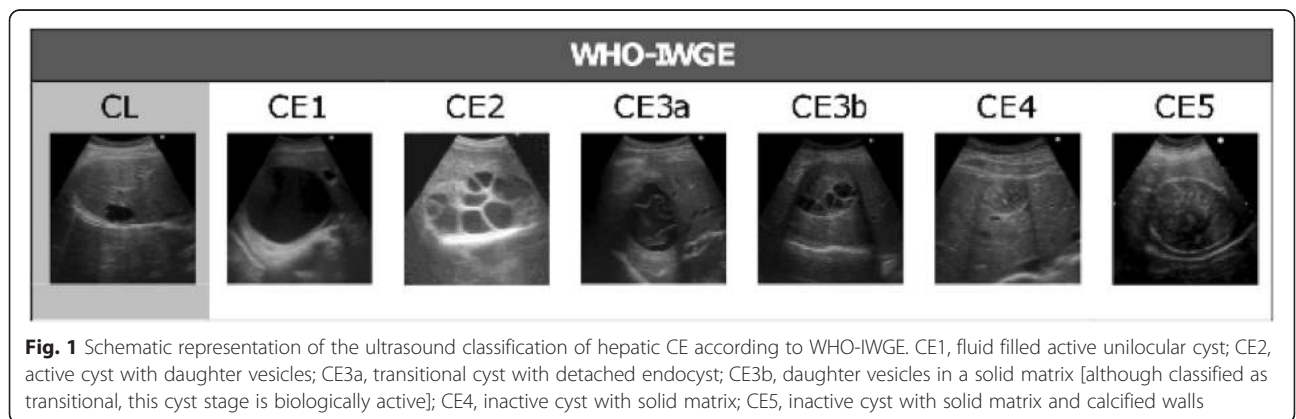 WHO-IWGE
CL CE1 CE2 CE3a CE3b CE4 CE5
Fig. 1 Schematic representation of the ultrasound classification of hepatic CE according to WHO-IWGE. CE1, fluid filled active unilocular cyst; CE2,
active cyst with daughter vesicles; CE3a, transitional cyst with detached endocyst; CE3b, daughter vesicles in a solid matrix [although classified as
transitional, this cyst stage is biologically active]; CE4, inactive cyst with solid matrix; CE5, inactive cyst with solid matrix and calcified walls